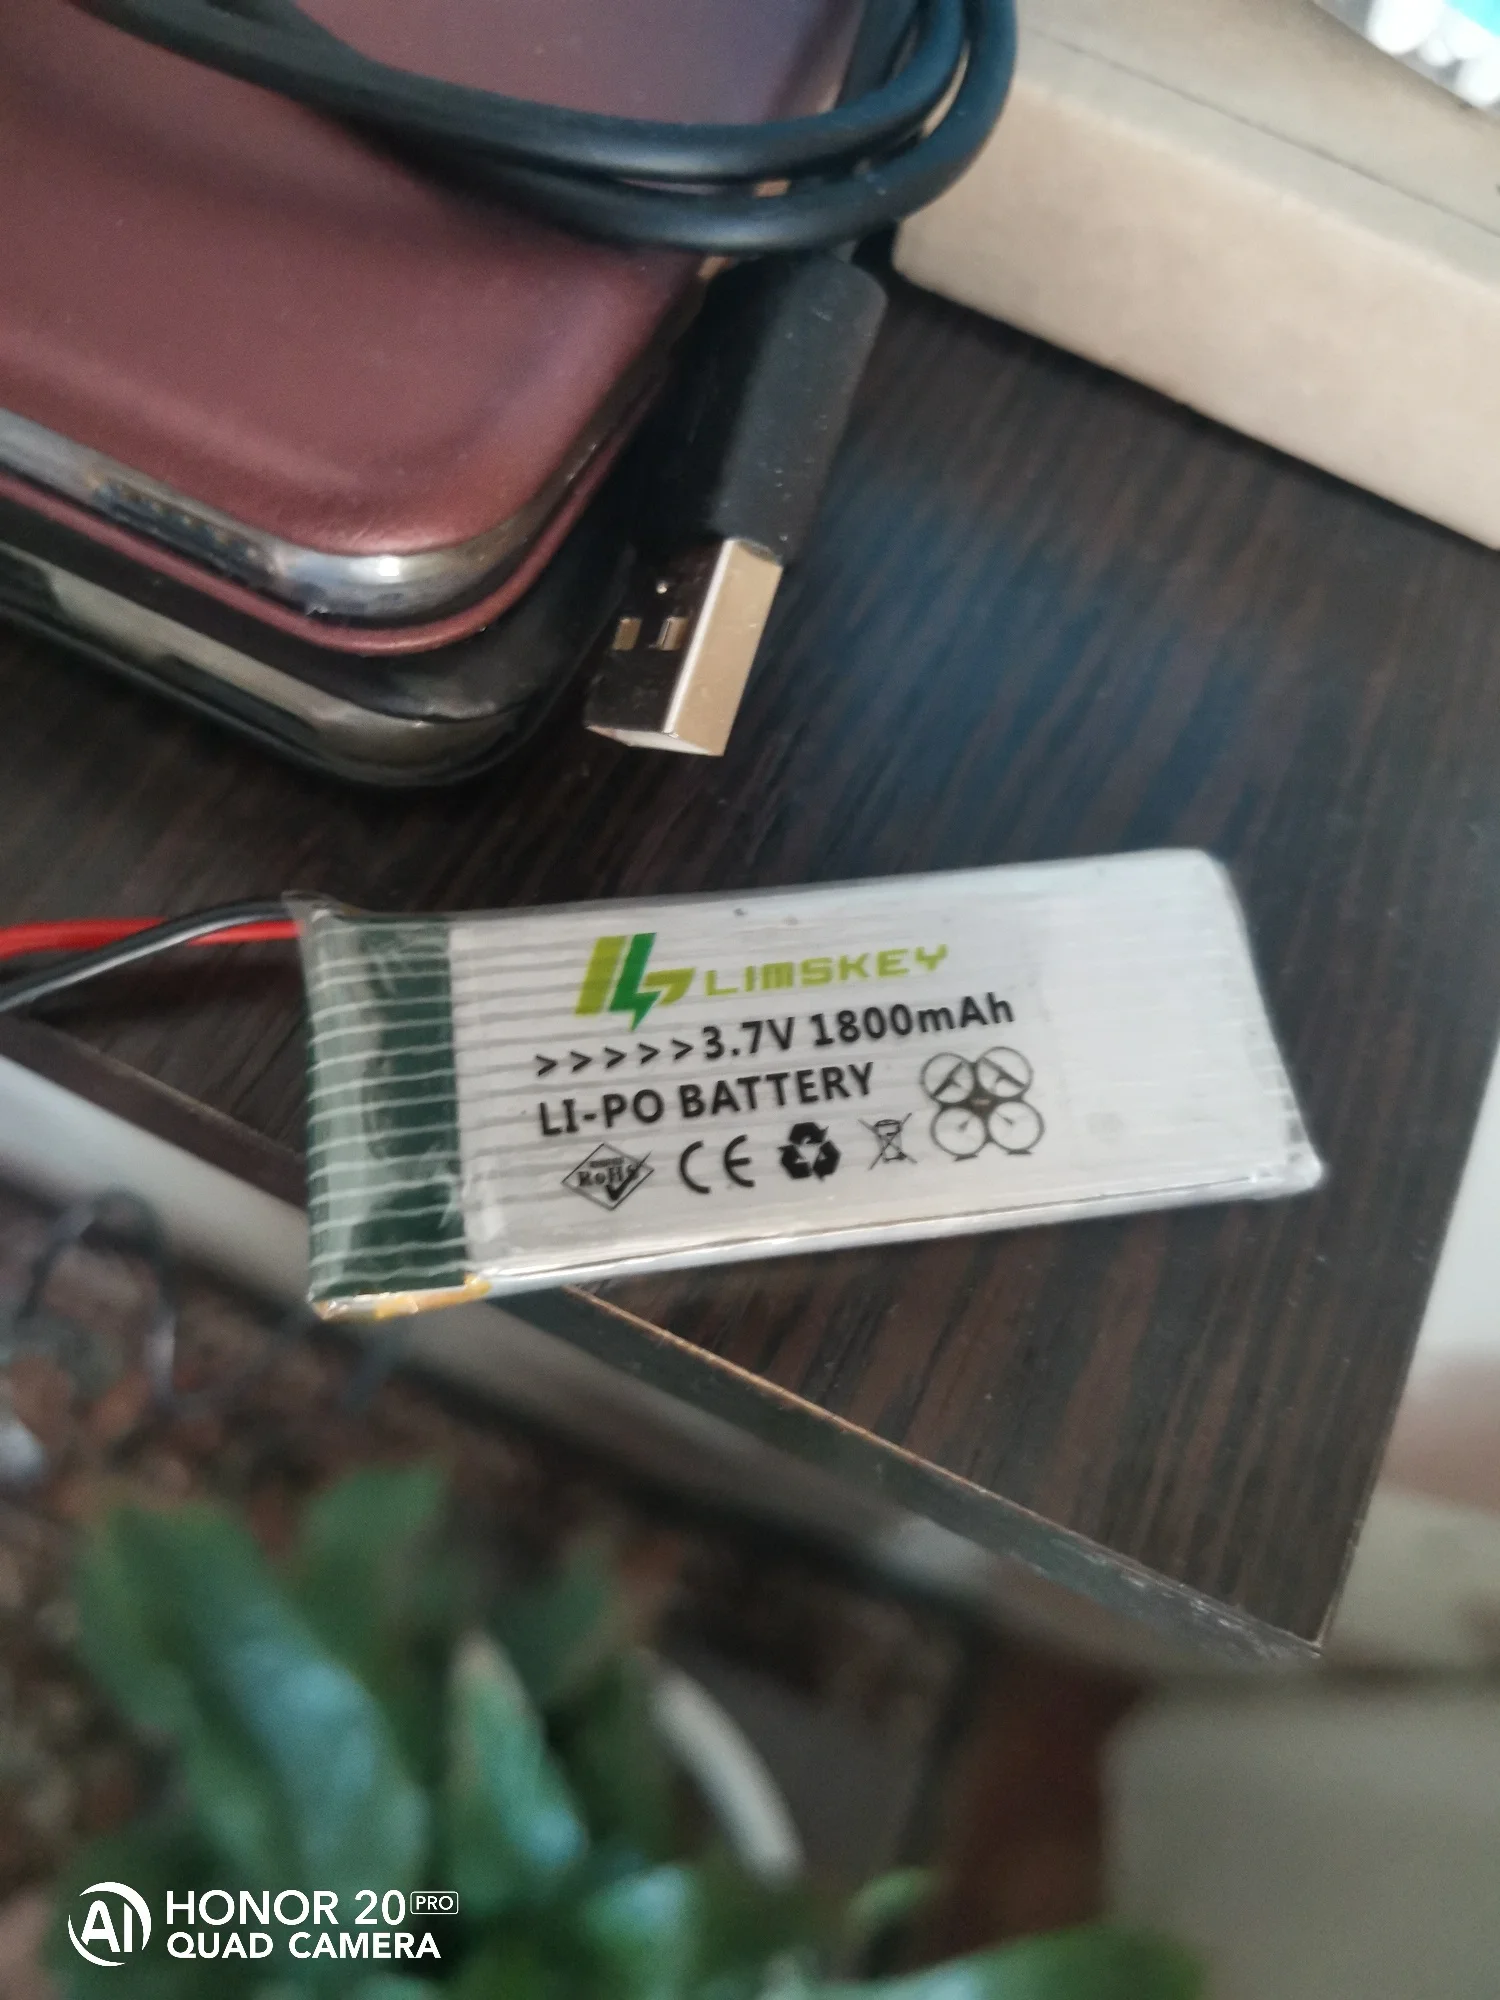 LIMSKEY
>>>>>3.7V 1800mAh
LI-PO BATTERY
RoHS CE
HONOR 20 PRO
QUAD CAMERA